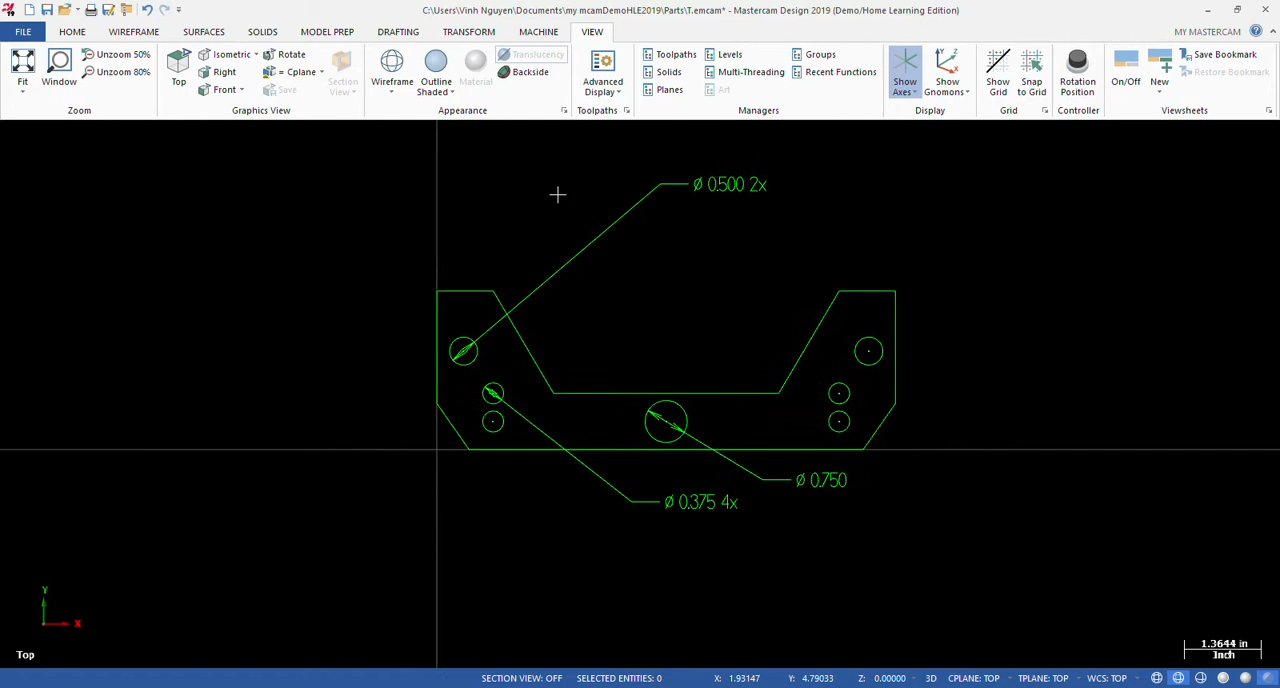 C:\Users\Vinh Nguyen\Documents\my mcamDemoHLE2019\Parts\T.emcam* - Mastercam Design 2019 (Demo/Home Learning Edition)
FILE HOME WIREFRAME SURFACES SOLIDS MODEL PREP DRAFTING TRANSFORM MACHINE VIEW MY MASTERCAM
Fit Window Unzoom 50% Unzoom 80%
Zoom
Top Isometric Right Front Rotate = Cplane Save Section View
Graphics View
Wireframe Outline Shaded Material Translucency Backside
Appearance
Advanced Display
Toolpaths
Toolpaths Solids Planes Levels Multi-Threading Art Groups Recent Functions
Managers
Show Axes Show Gnomons
Display
Show Grid Snap to Grid
Grid
Rotation Position
Controller
On/Off New Save Bookmark Restore Bookmark
Viewsheets
Ø 0.500 2x
Ø 0.750
Ø 0.375 4x
Y
X
Top
1.3644 in
Inch
SECTION VIEW: OFF SELECTED ENTITIES: 0 X: 1.93147 Y: 4.79033 Z: 0.00000 3D CPLANE: TOP TPLANE: TOP WCS: TOP